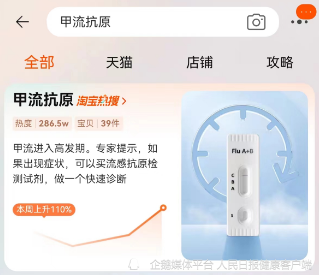 甲流抗原
全部 天猫 店铺 攻略
甲流抗原 淘宝热搜
热度 286.5w 宝贝 39件
甲流进入高发期。专家提示，如
果出现症状，可以买流感抗原检
测试剂，做一个快速诊断
本周上升110%
Flu A+B
C
B
A
S
企鹅媒体平台 人民日报健康客户端